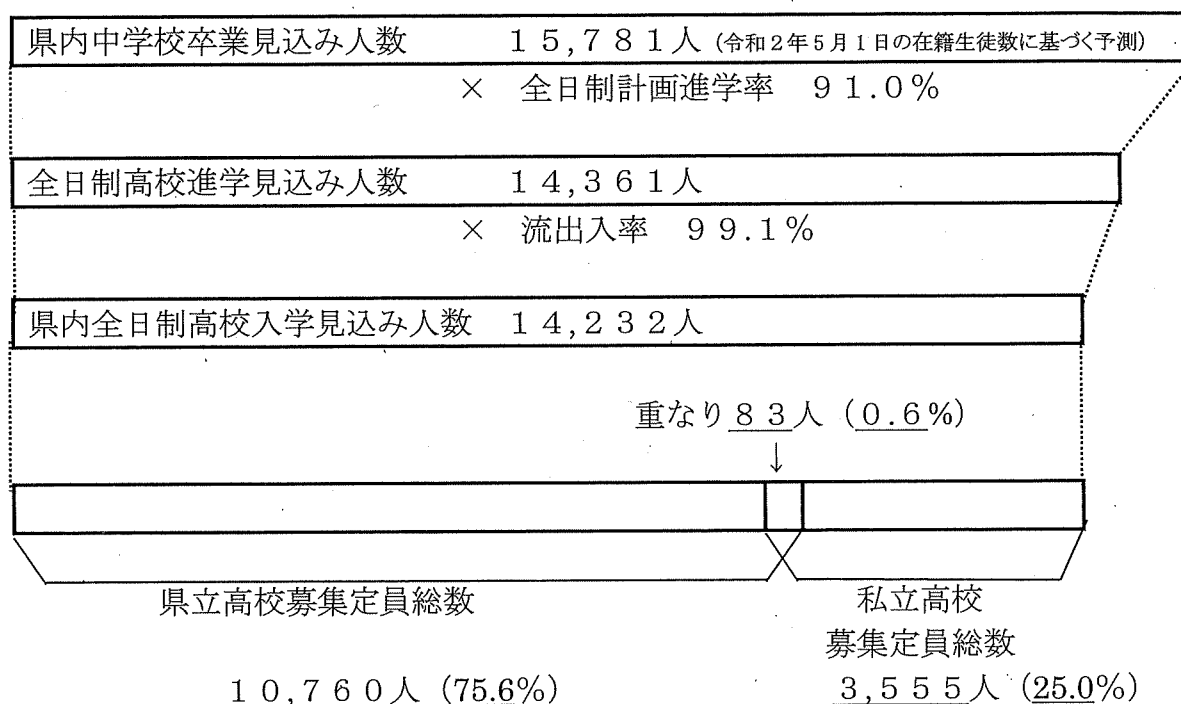 県内中学校卒業見込み人数 15,781人 (令和2年5月1日の在籍生徒数に基づく予測)
× 全日制計画進学率 91.0%
全日制高校進学見込み人数 14,361人
× 流出入率 99.1%
県内全日制高校入学見込み人数 14,232人
重なり83人 (0.6%)
↓
県立高校募集定員総数
私立高校
募集定員総数
10,760人 (75.6%) 3,555人 (25.0%)